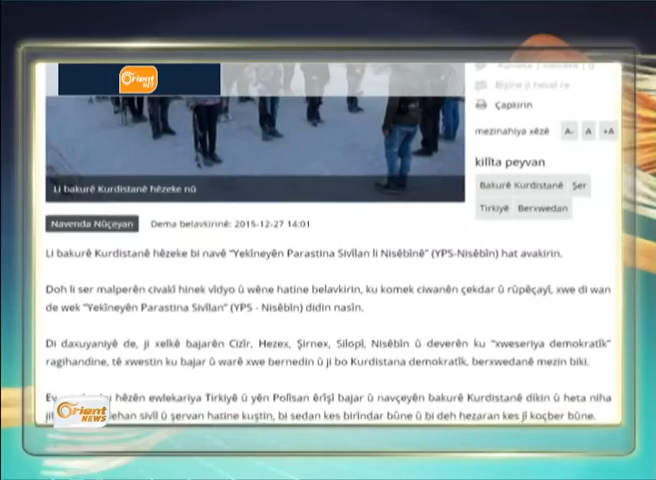 Orient
NET
Çapkirin
mezinahiya xêzê A- A +A
kilîta peyvan
Bakurê Kurdistanê Şer
Tirkiyê Berxwedan
Li bakurê Kurdistanê hêzeke nû
Navenda Nûçeyan Dema belavkirinê: 2015-12-27 14:01
Li bakurê Kurdistanê hêzeke bi navê "Yekîneyên Parastina Sivîlan li Nisêbînê" (YPS-Nisêbîn) hat avakirin.
Doh li ser malperên civakî hinek vîdyo û wêne hatine belavkirin, ku komek ciwanên çekdar û rûpêçayî, xwe di wan
de wek "Yekîneyên Parastina Sivîlan" (YPS - Nisêbîn) didin nasîn.
Di daxuyaniyê de, ji xelkê bajarên Cizîr, Hezex, Şirnex, Silopî, Nisêbîn û deverên ku "xweseriya demokratîk"
ragihandine, tê xwestin ku bajar û warê xwe bernedin û ji bo Kurdistana demokratîk, berxwedanê mezin bikî.
hêzên ewlekariya Tirkiyê û yên Polîsan êrîşî bajar û navçeyên bakurê Kurdistanê dikin û heta niha
sivîl û şervan hatine kuştin, bi sedan kes birîndar bûne û bi deh hezaran kes jî koçber bûne.
Orient
NEWS